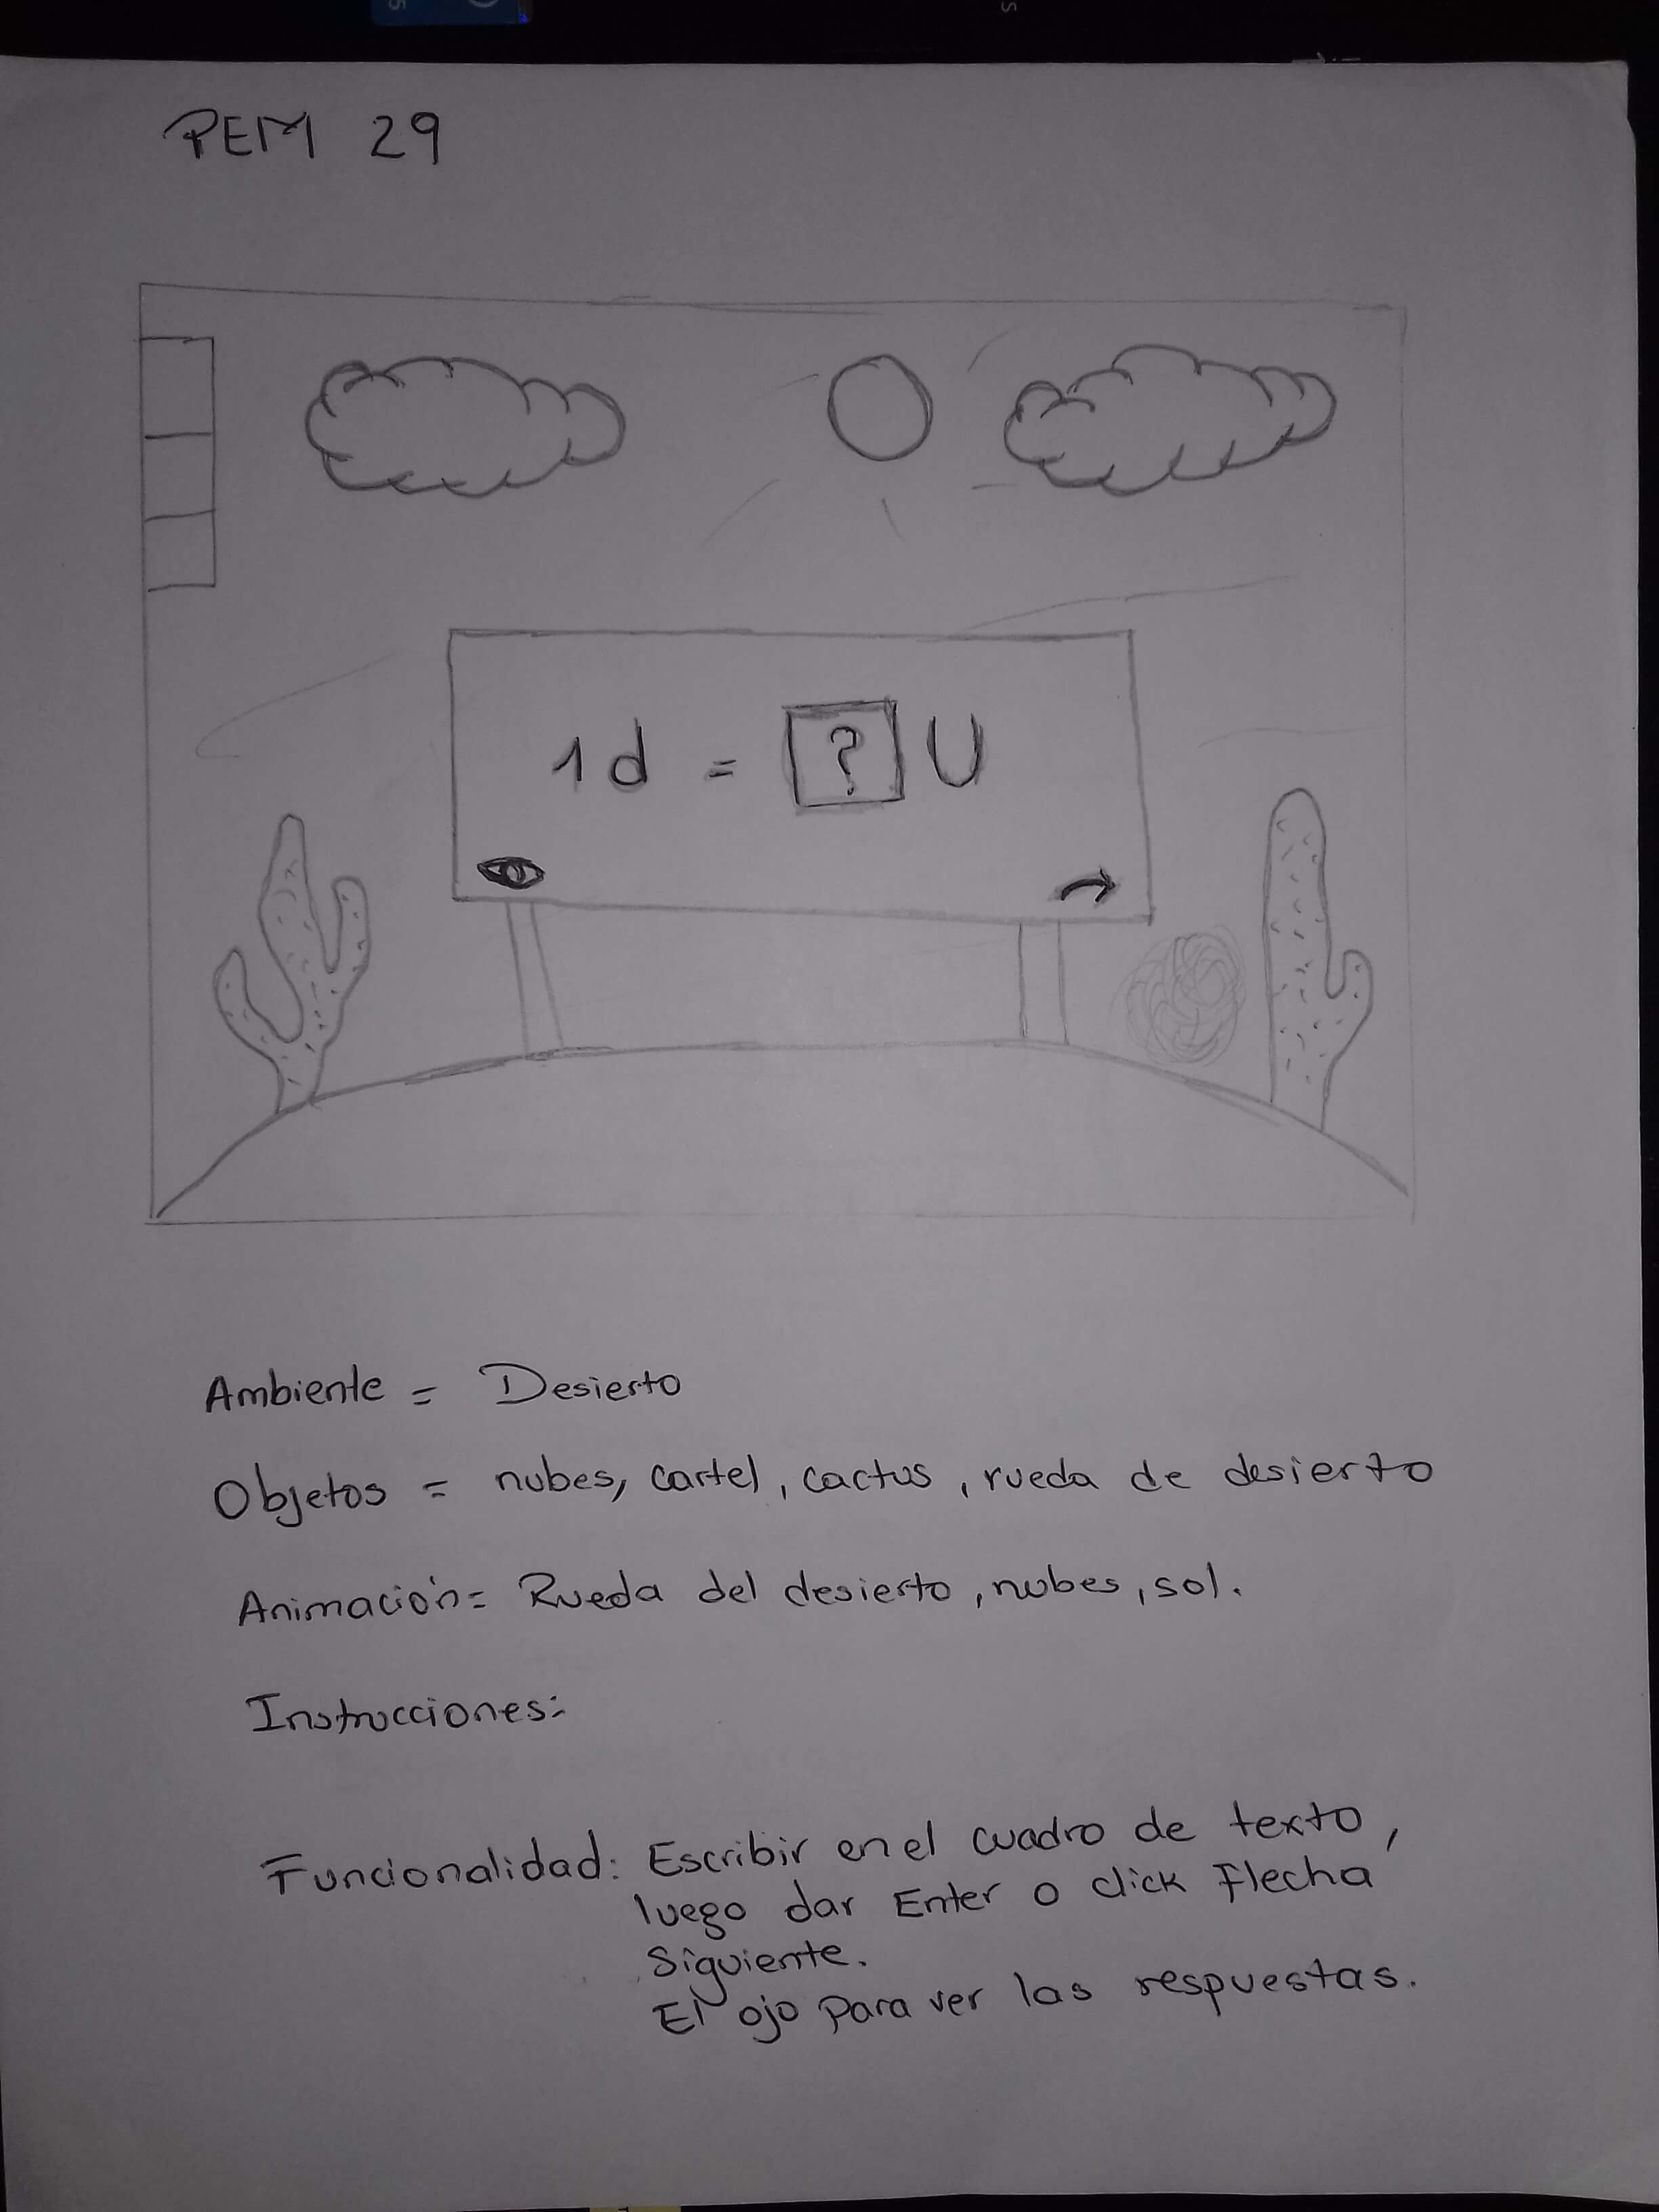 PEM 29
1 d = ? U
Ambiente = Desierto
Objetos = nubes, cartel, cactus, rueda de desierto
Animación = Rueda del desierto, nubes, sol.
Instrucciones:
Funcionalidad: Escribir en el cuadro de texto,
luego dar Enter o click Flecha
Siguiente.
El ojo para ver las respuestas.